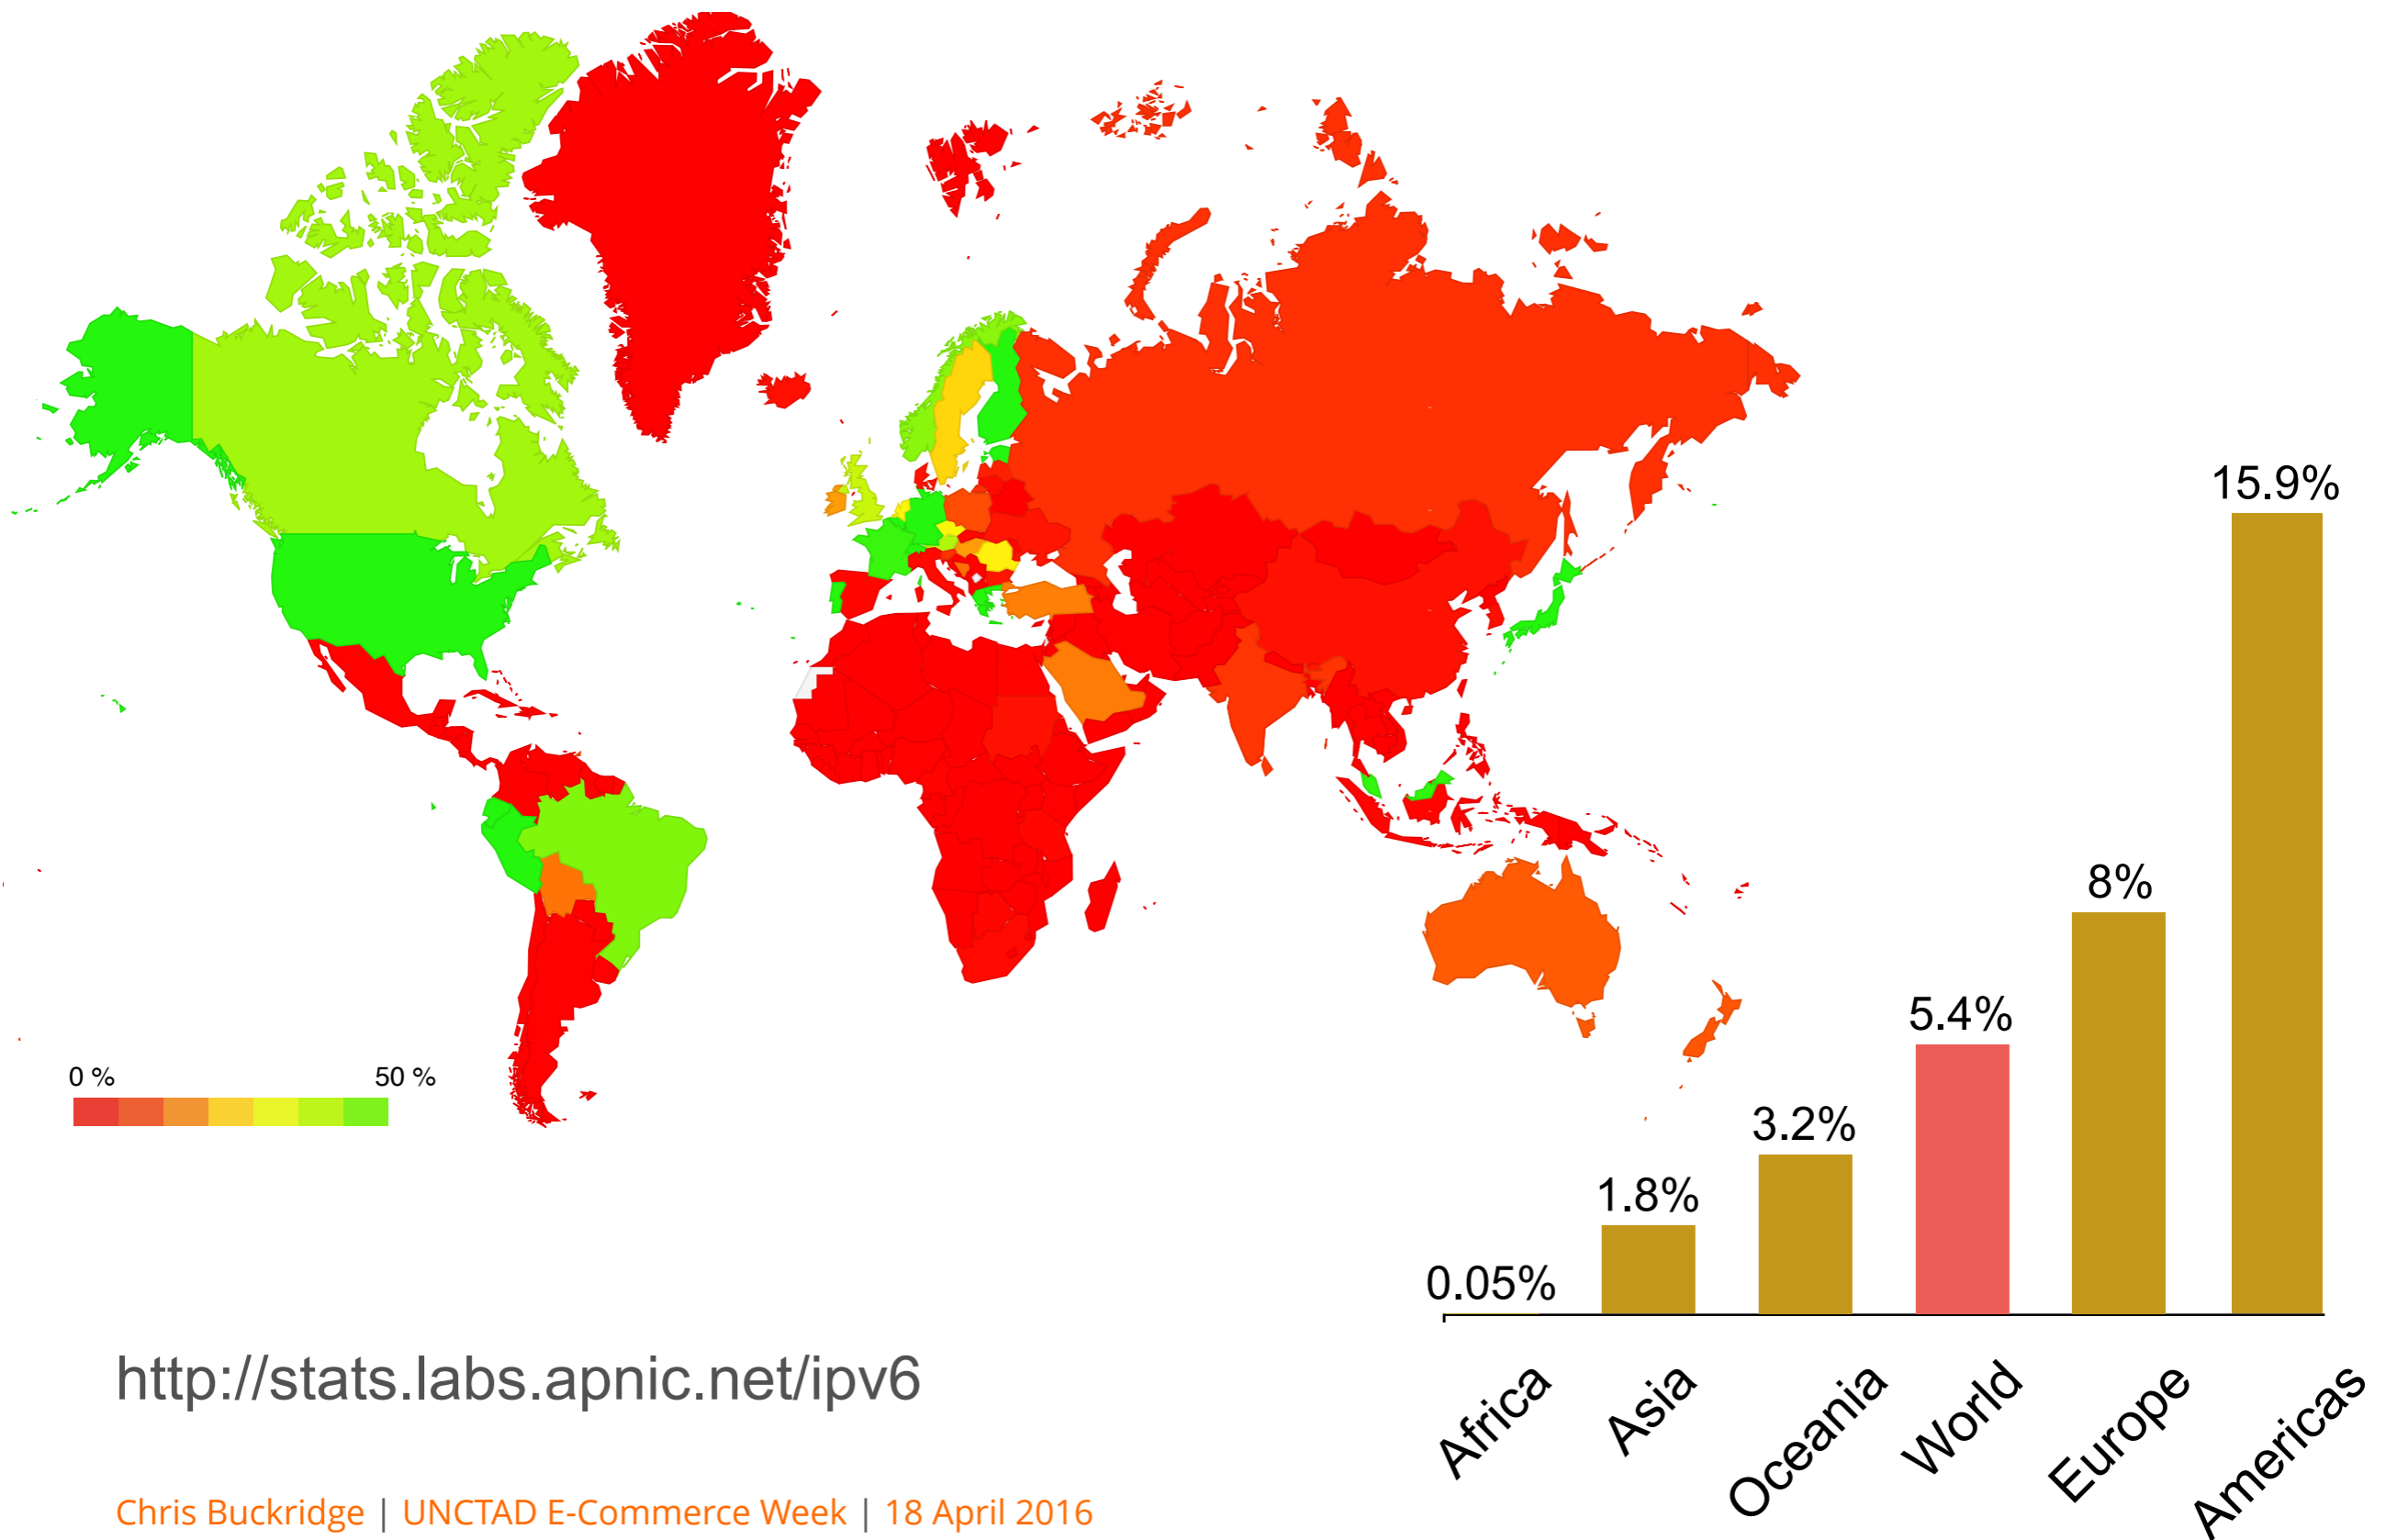 15.9%
8%
5.4%
3.2%
1.8%
0.05%
0 % 50 %
Africa
Asia
Oceania
World
Europe
Americas
http://stats.labs.apnic.net/ipv6
Chris Buckridge | UNCTAD E-Commerce Week | 18 April 2016